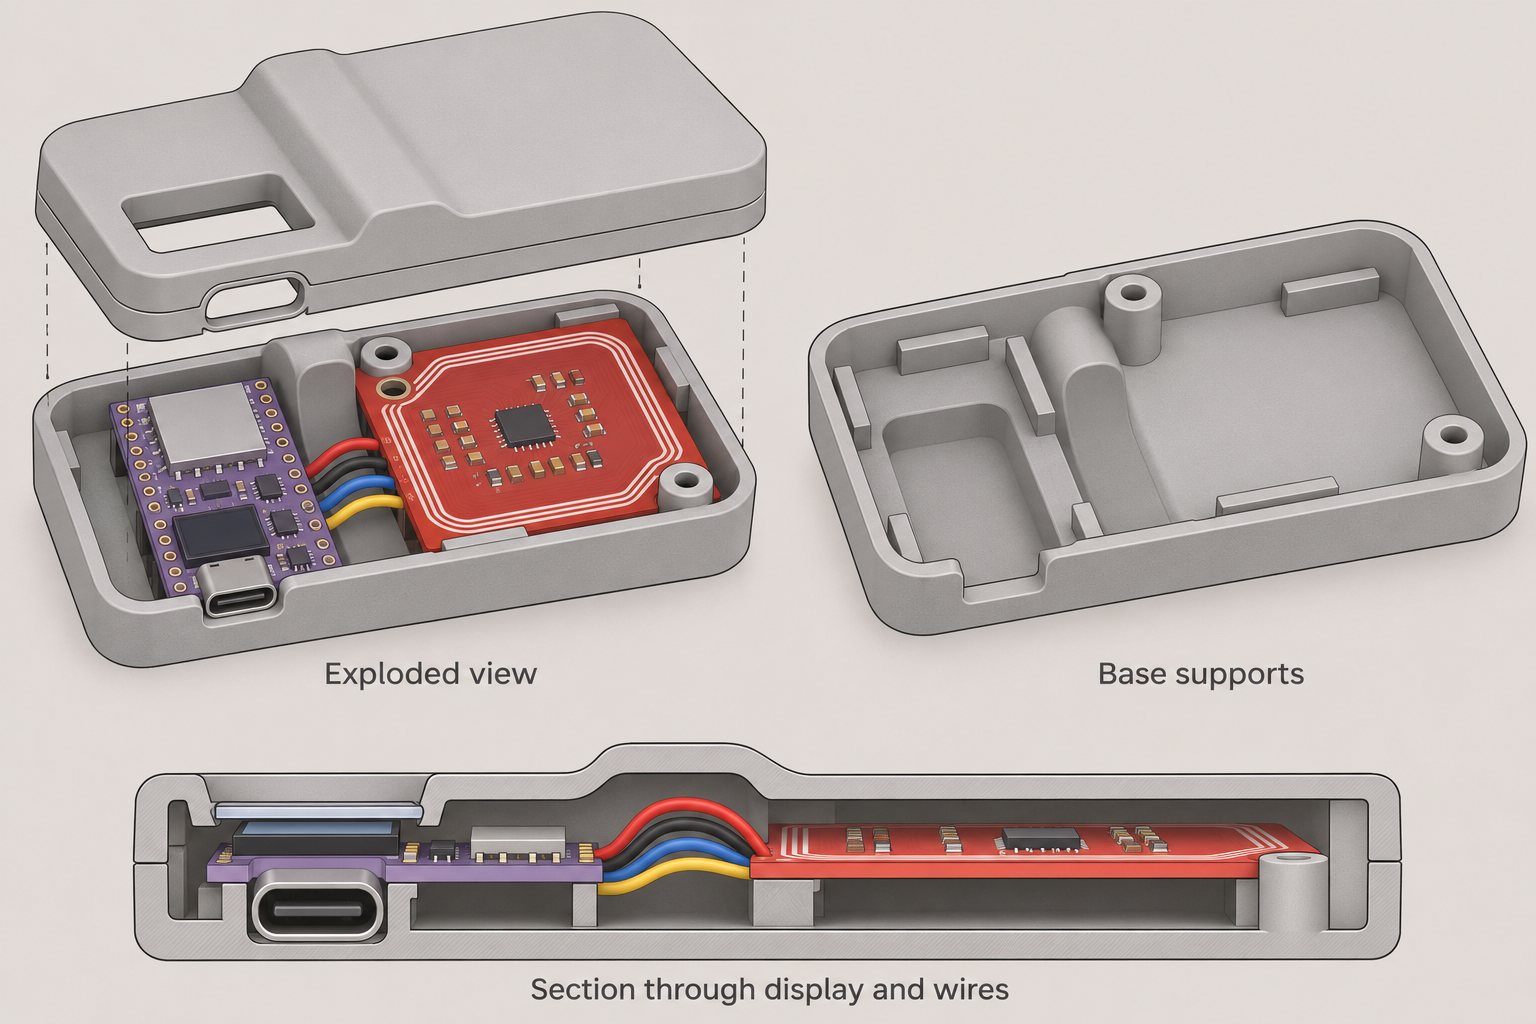 Exploded view
Base supports
Section through display and wires